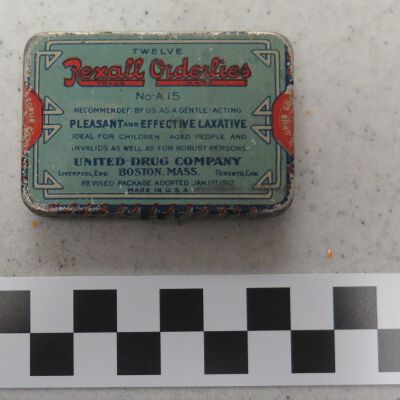 TWELVE
Rexall Orderlies
TRADE MARK
No. A 15
RECOMMENDED BY US AS A GENTLE ACTING
PLEASANT AND EFFECTIVE LAXATIVE
IDEAL FOR CHILDREN AGED PEOPLE AND
INVALIDS AS WELL AS FOR ROBUST PERSONS
UNITED DRUG COMPANY
LIVERPOOL, ENG. BOSTON, MASS. TORONTO, CAN.
REVISED PACKAGE ADOPTED JAN. 1ST, 1912
MADE IN U.S.A.